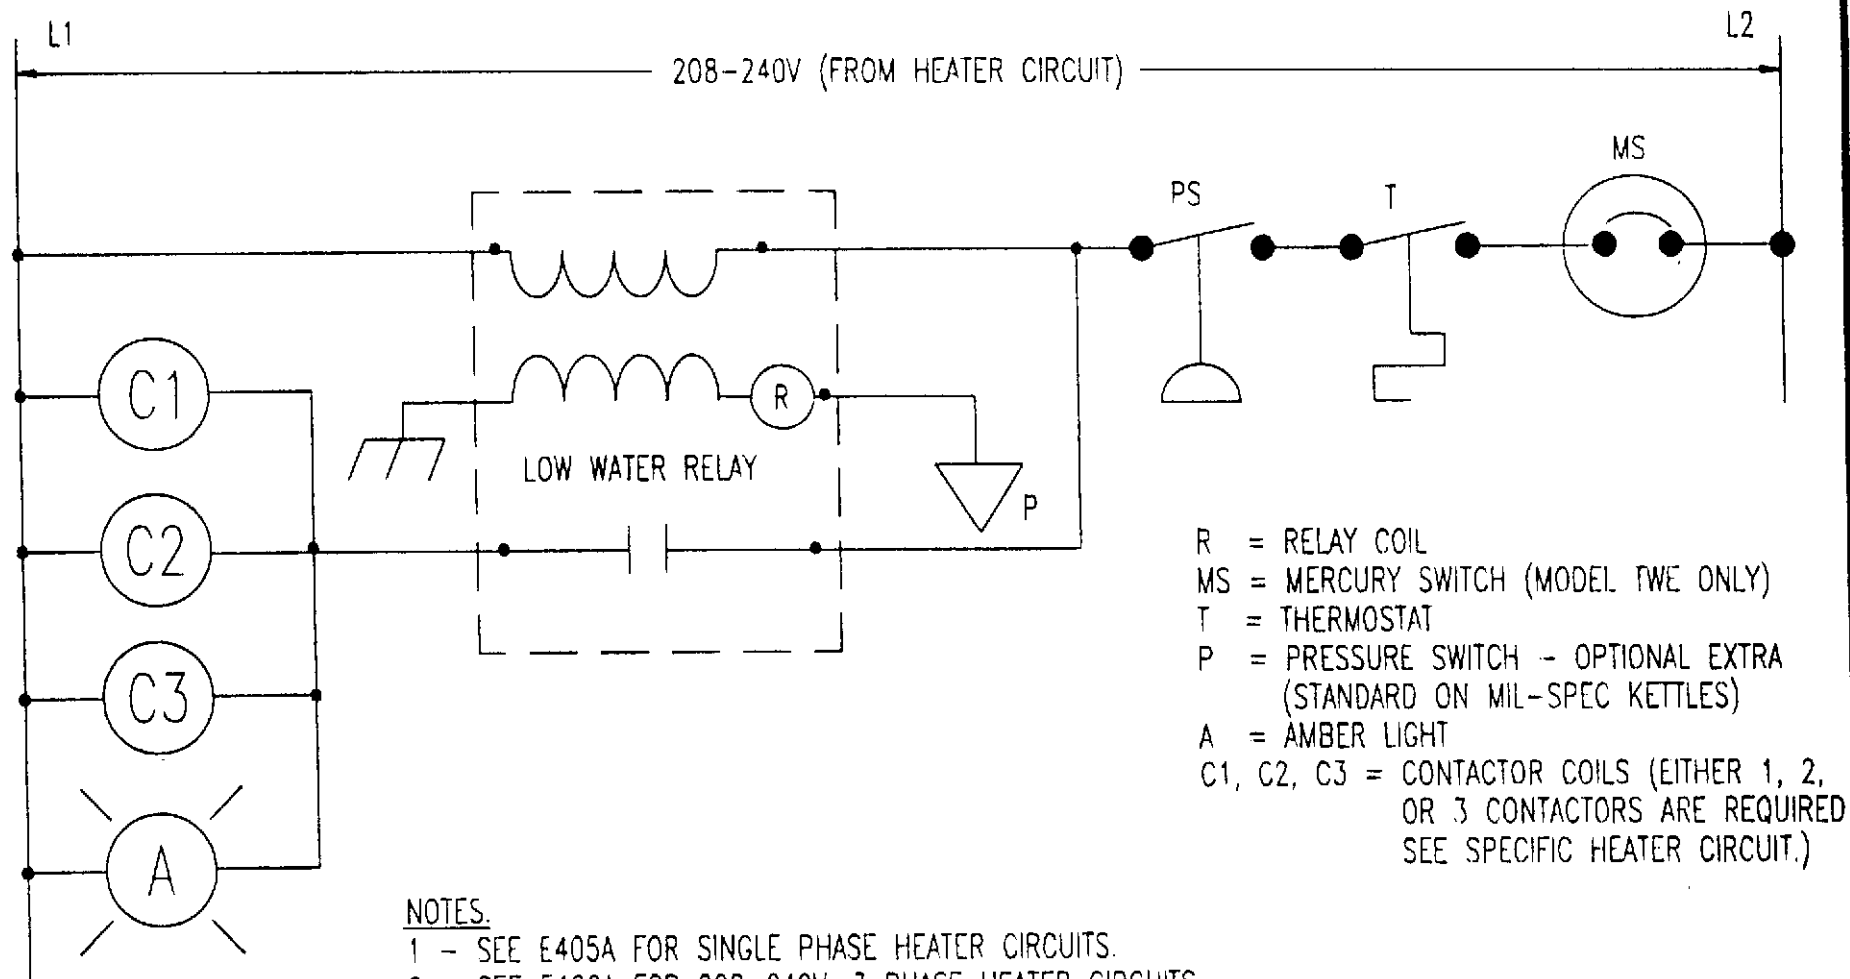 L1
L2
208-240V (FROM HEATER CIRCUIT)
MS
PS
T
C1
R
LOW WATER RELAY
P
C2
C3
A
R = RELAY COIL
MS = MERCURY SWITCH (MODEL TWE ONLY)
T = THERMOSTAT
P = PRESSURE SWITCH - OPTIONAL EXTRA
(STANDARD ON MIL-SPEC KETTLES)
A = AMBER LIGHT
C1, C2, C3 = CONTACTOR COILS (EITHER 1, 2,
OR 3 CONTACTORS ARE REQUIRED
SEE SPECIFIC HEATER CIRCUIT.)
NOTES.
1 - SEE E405A FOR SINGLE PHASE HEATER CIRCUITS.
PHASE HEATER CIRCUITS